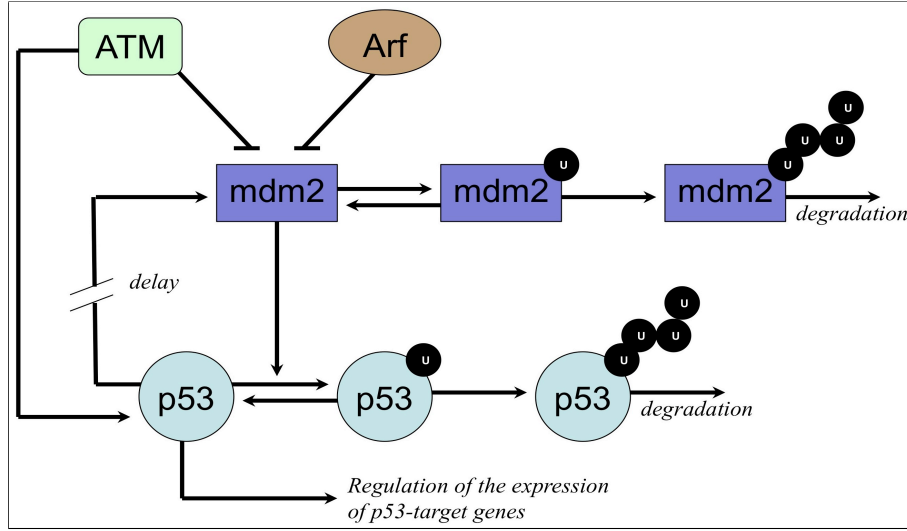 ATM
Arf
U
U
U
U
mdm2
mdm2
U
mdm2
U
degradation
delay
U
U
U
U
U
p53
p53
p53
degradation
Regulation of the expression
of p53-target genes